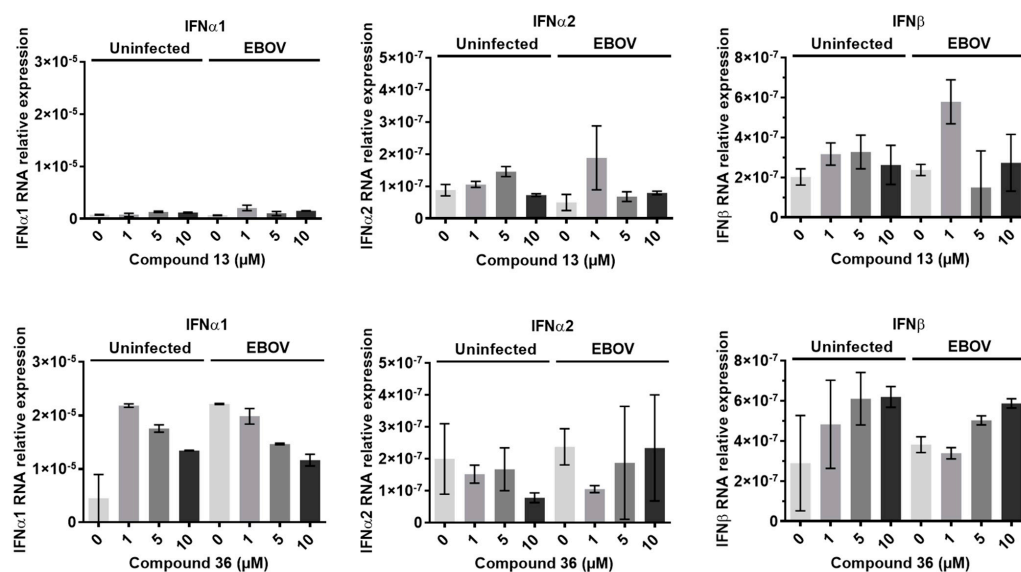 IFNα1
Uninfected EBOV
IFNα1 RNA relative expression
3×10⁻⁵
2×10⁻⁵
1×10⁻⁵
0
0 1 5 10 0 1 5 10
Compound 13 (µM)
IFNα2
Uninfected EBOV
IFNα2 RNA relative expression
5×10⁻⁷
4×10⁻⁷
3×10⁻⁷
2×10⁻⁷
1×10⁻⁷
0
0 1 5 10 0 1 5 10
Compound 13 (µM)
IFNβ
Uninfected EBOV
IFNβ RNA relative expression
8×10⁻⁷
6×10⁻⁷
4×10⁻⁷
2×10⁻⁷
0
0 1 5 10 0 1 5 10
Compound 13 (µM)
IFNα1
Uninfected EBOV
IFNα1 RNA relative expression
3×10⁻⁵
2×10⁻⁵
1×10⁻⁵
0
0 1 5 10 0 1 5 10
Compound 36 (µM)
IFNα2
Uninfected EBOV
IFNα2 RNA relative expression
5×10⁻⁷
4×10⁻⁷
3×10⁻⁷
2×10⁻⁷
1×10⁻⁷
0
0 1 5 10 0 1 5 10
Compound 36 (µM)
IFNβ
Uninfected EBOV
IFNβ RNA relative expression
8×10⁻⁷
6×10⁻⁷
4×10⁻⁷
2×10⁻⁷
0
0 1 5 10 0 1 5 10
Compound 36 (µM)